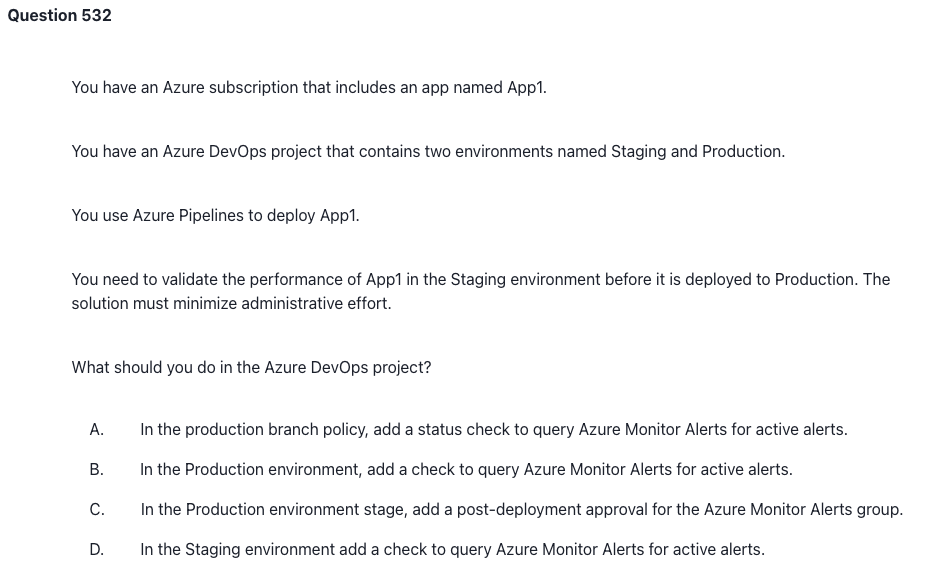 Question 532
You have an Azure subscription that includes an app named App1.
You have an Azure DevOps project that contains two environments named Staging and Production.
You use Azure Pipelines to deploy App1.
You need to validate the performance of App1 in the Staging environment before it is deployed to Production. The
solution must minimize administrative effort.
What should you do in the Azure DevOps project?
A. In the production branch policy, add a status check to query Azure Monitor Alerts for active alerts.
B. In the Production environment, add a check to query Azure Monitor Alerts for active alerts.
C. In the Production environment stage, add a post-deployment approval for the Azure Monitor Alerts group.
D. In the Staging environment add a check to query Azure Monitor Alerts for active alerts.